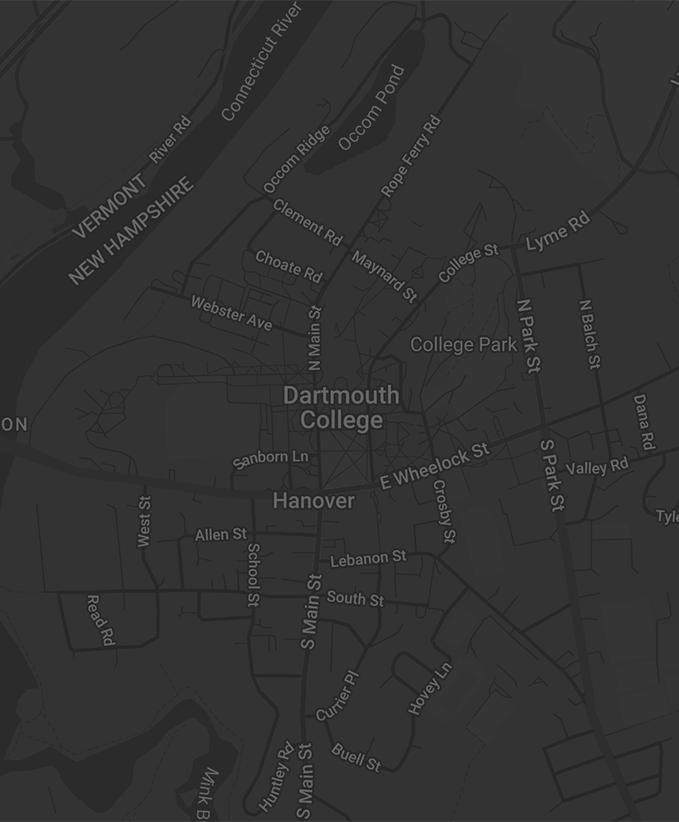 Connecticut River
River Rd
Occom Pond
Occom Ridge
Rope Ferry Rd
VERMONT
NEW HAMPSHIRE
Clement Rd
Lyme Rd
College St
Choate Rd
Maynard St
Webster Ave
N Main St
N Park St
N Balch St
College Park
Dartmouth
College
ON
Dana Rd
Sanborn Ln
E Wheelock St
S Park St
Valley Rd
Hanover
Crosby St
West St
Tyle
Allen St
School St
Lebanon St
S Main St
South St
Read Rd
Currier Pl
Hovey Ln
Buell St
Huntley Rd
S Main St
Mink B